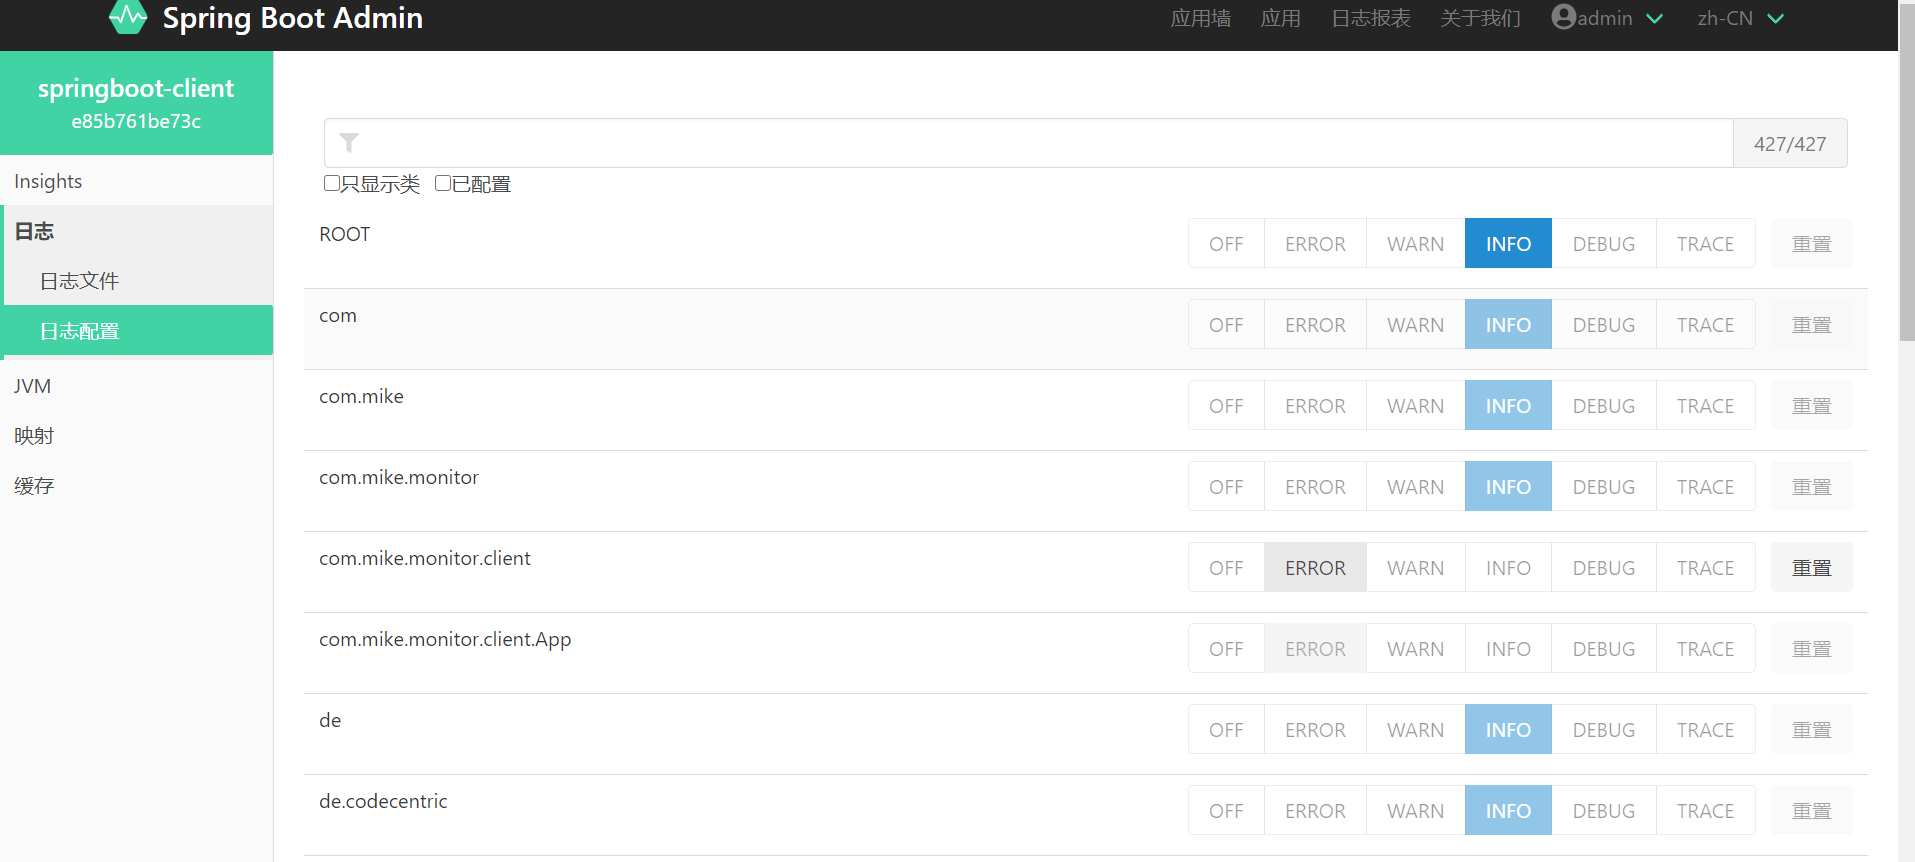 Spring Boot Admin 应用墙 应用 日志报表 关于我们 admin zh-CN
springboot-client
e85b761be73c
Insights
日志
日志文件
日志配置
JVM
映射
缓存
427/427
只显示类 已配置
ROOT OFF ERROR WARN INFO DEBUG TRACE 重置
com OFF ERROR WARN INFO DEBUG TRACE 重置
com.mike OFF ERROR WARN INFO DEBUG TRACE 重置
com.mike.monitor OFF ERROR WARN INFO DEBUG TRACE 重置
com.mike.monitor.client OFF ERROR WARN INFO DEBUG TRACE 重置
com.mike.monitor.client.App OFF ERROR WARN INFO DEBUG TRACE 重置
de OFF ERROR WARN INFO DEBUG TRACE 重置
de.codecentric OFF ERROR WARN INFO DEBUG TRACE 重置